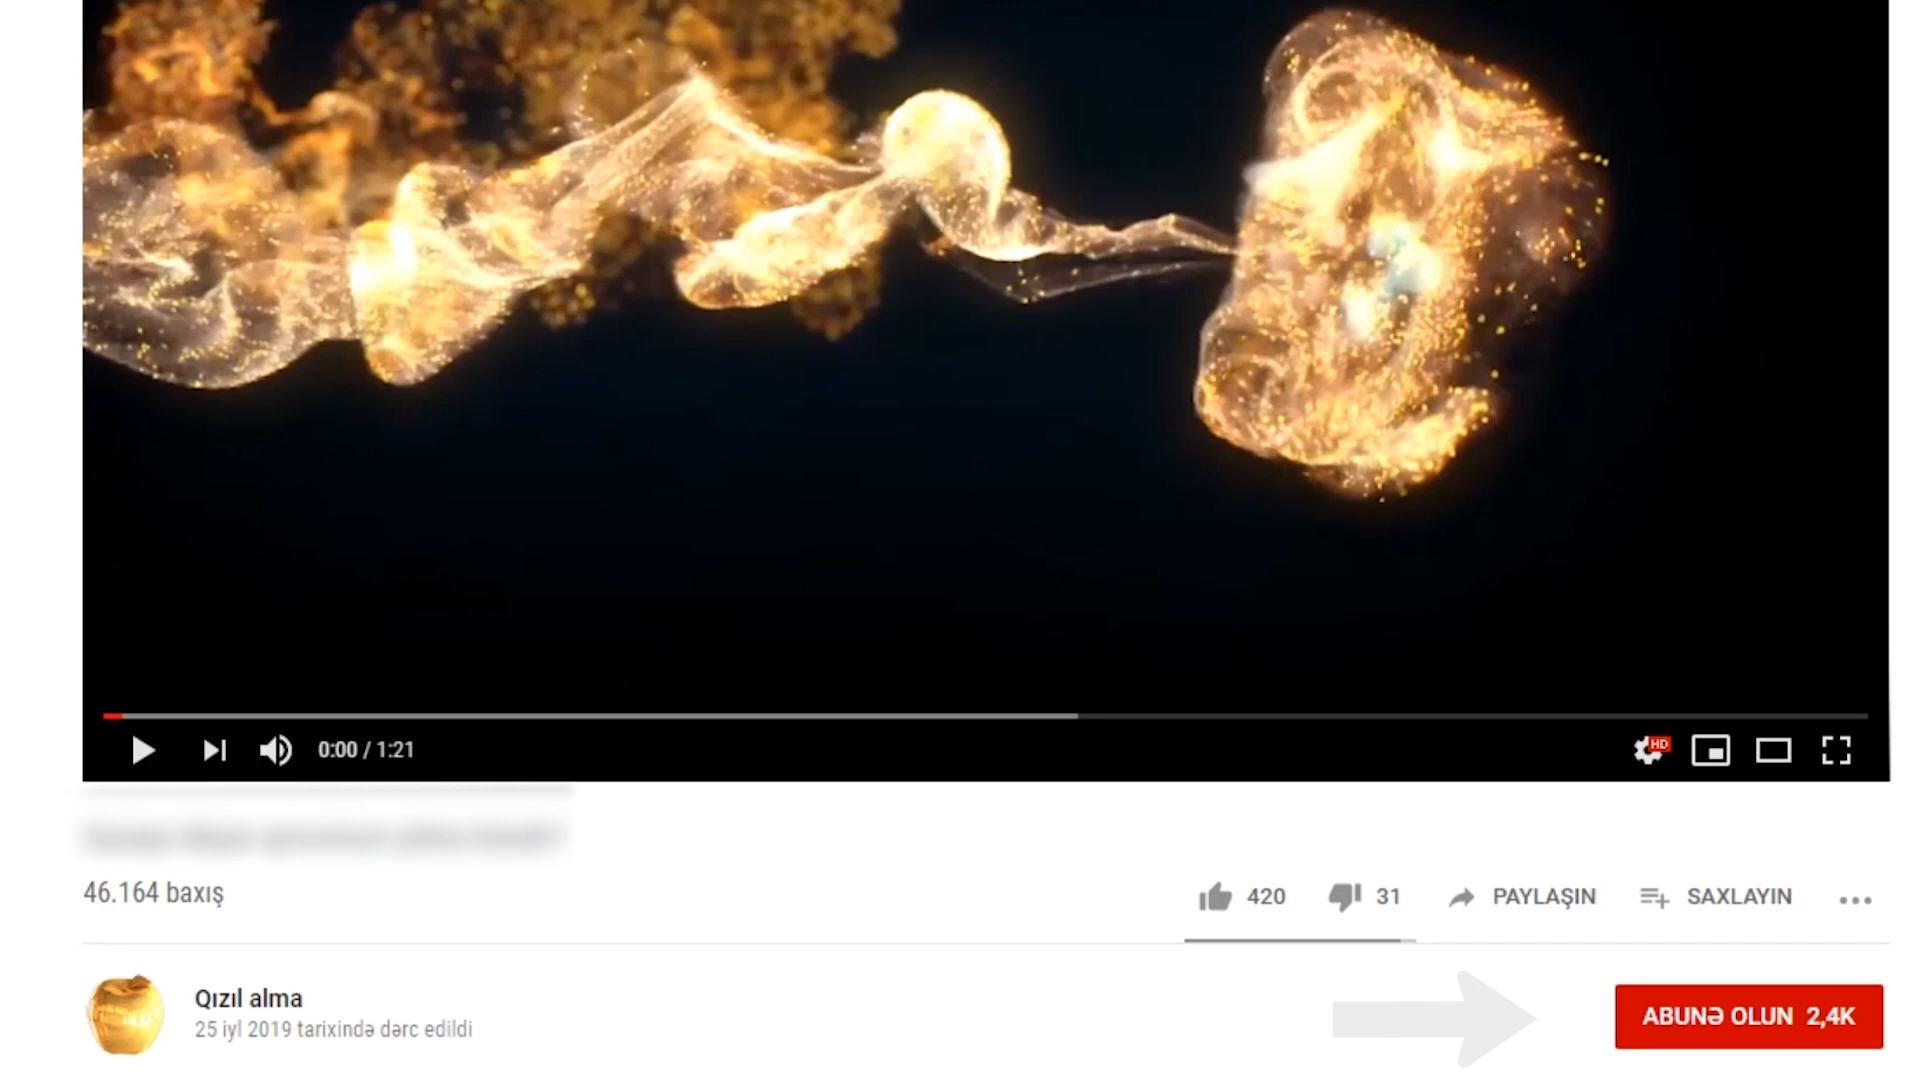 0:00 / 1:21
HD
46.164 baxış
420
31
PAYLAŞIN
SAXLAYIN
Qızıl alma
25 iyl 2019 tarixində dərc edildi
ABUNƏ OLUN 2,4K